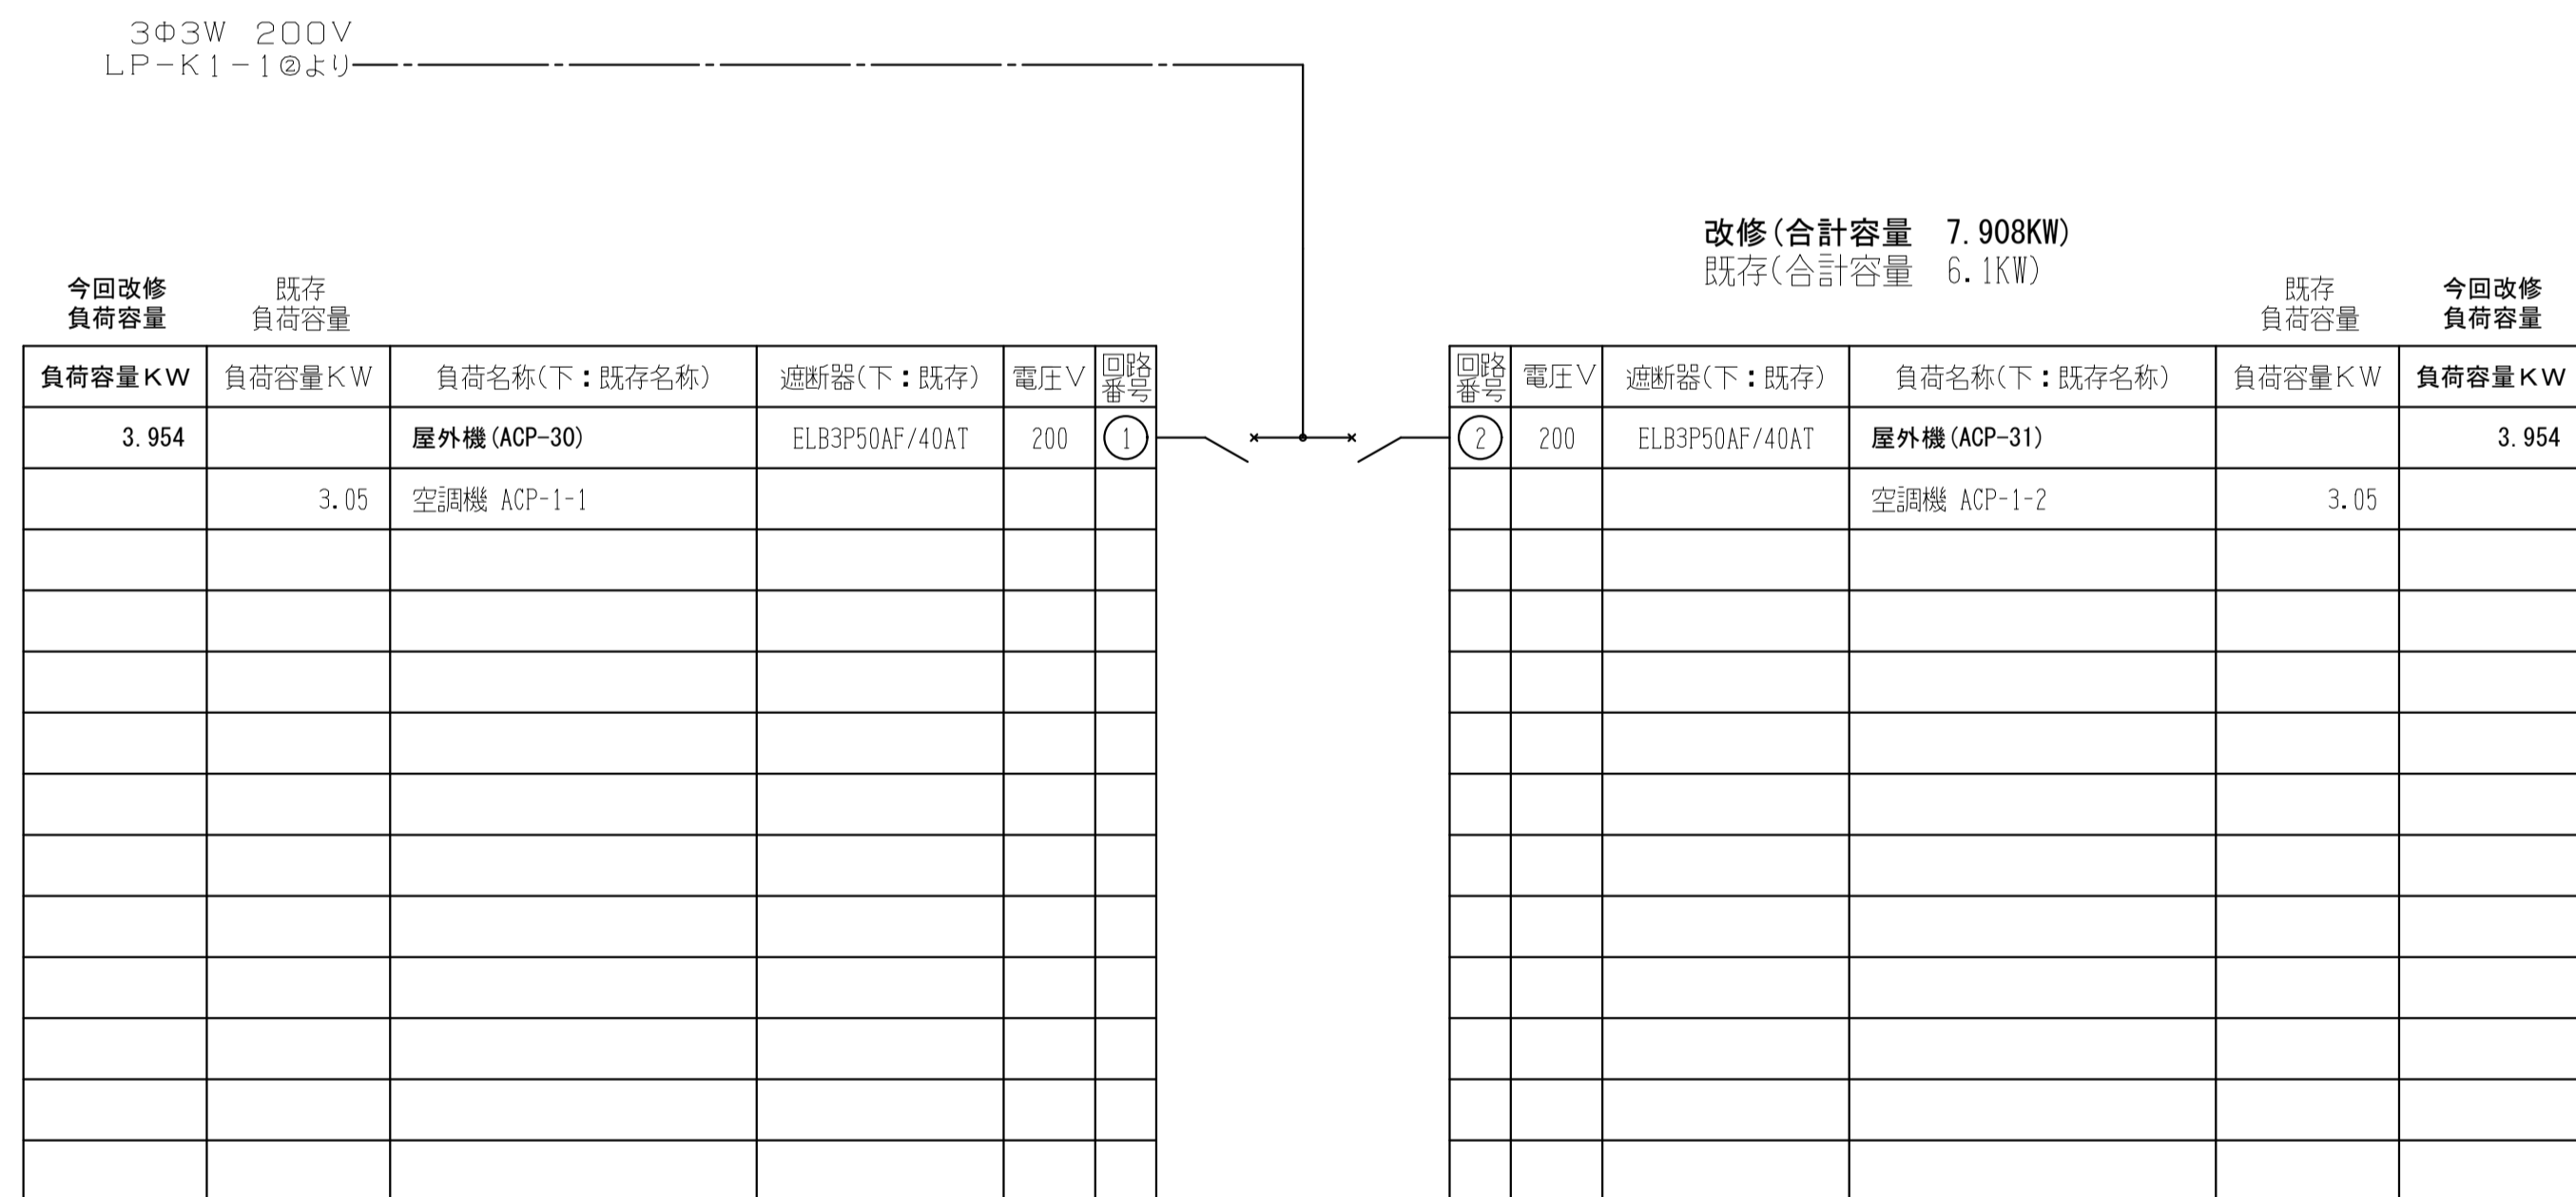 3Φ3W 200V
LP-K1-1②より
改修(合計容量 7.908KW)
既存(合計容量 6.1KW)
今回改修
負荷容量
既存
負荷容量
既存
負荷容量
今回改修
負荷容量
負荷容量KW 負荷容量KW 負荷名称(下:既存名称) 遮断器(下:既存) 電圧V 回路番号
3.954 屋外機(ACP-30) ELB3P50AF/40AT 200 1
3.05 空調機 ACP-1-1
回路番号 電圧V 遮断器(下:既存) 負荷名称(下:既存名称) 負荷容量KW 負荷容量KW
2 200 ELB3P50AF/40AT 屋外機(ACP-31) 3.954
空調機 ACP-1-2 3.05